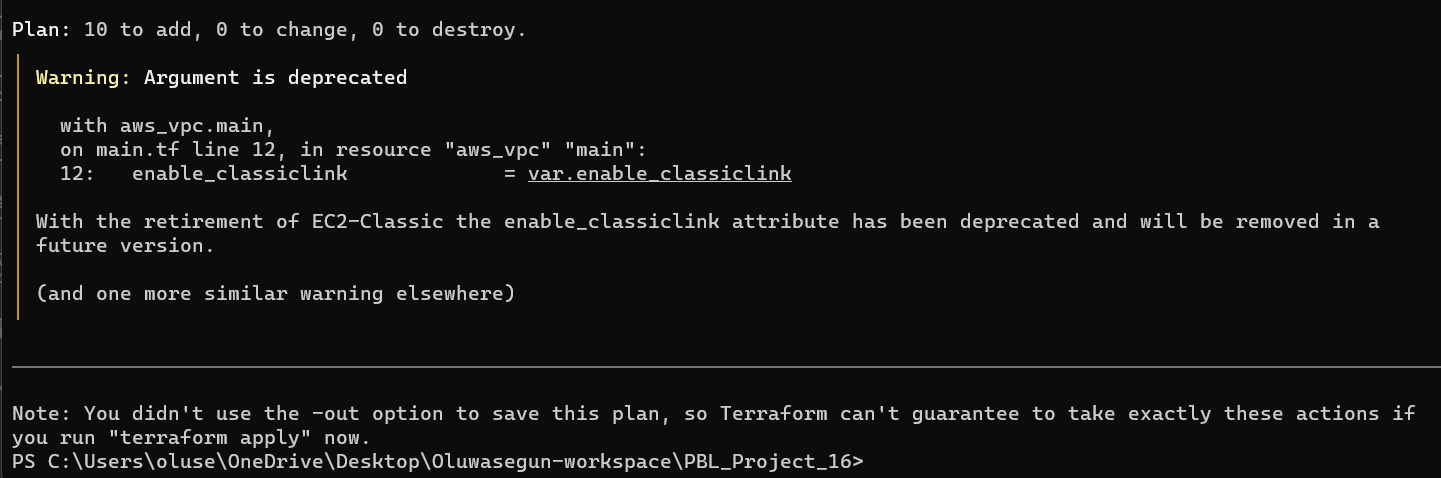 Plan: 10 to add, 0 to change, 0 to destroy.
Warning: Argument is deprecated
with aws_vpc.main,
on main.tf line 12, in resource "aws_vpc" "main":
12:   enable_classiclink             = var.enable_classiclink
With the retirement of EC2-Classic the enable_classiclink attribute has been deprecated and will be removed in a
future version.
(and one more similar warning elsewhere)
Note: You didn't use the -out option to save this plan, so Terraform can't guarantee to take exactly these actions if
you run "terraform apply" now.
PS C:\Users\oluse\OneDrive\Desktop\Oluwasegun-workspace\PBL_Project_16>